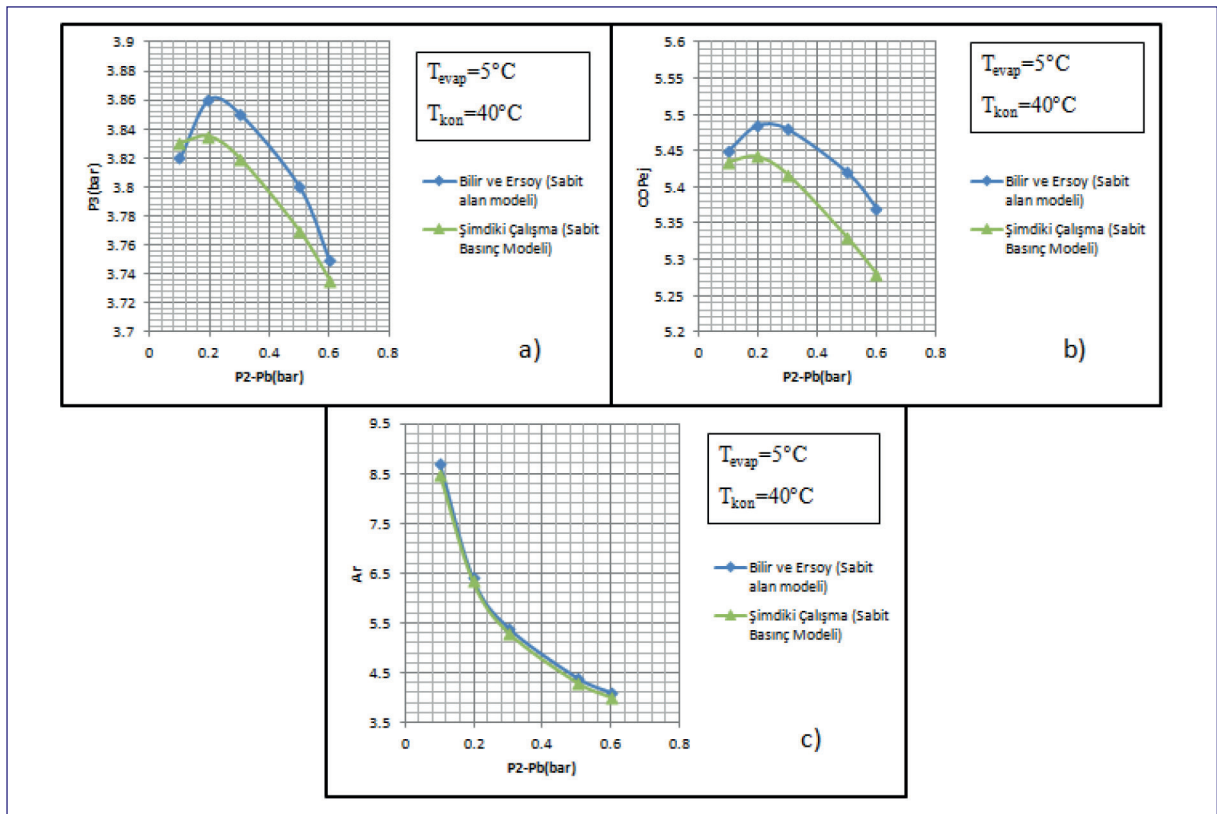 3.9
3.88
3.86
3.84
3.82
3.8
3.78
3.76
3.74
3.72
3.7
P3(bar)
0
0.2
0.4
0.6
0.8
P2-Pb(bar)
Tevap=5°C
Tkon=40°C
Bilir ve Ersoy (Sabit
alan modeli)
Şimdiki Çalışma (Sabit
Basınç Modeli)
a)
5.6
5.55
5.5
5.45
5.4
5.35
5.3
5.25
5.2
COPej
0
0.2
0.4
0.6
0.8
P2-Pb(bar)
Tevap=5°C
Tkon=40°C
Bilir ve Ersoy (Sabit
alan modeli)
Şimdiki Çalışma (Sabit
Basınç Modeli)
b)
9.5
8.5
7.5
6.5
5.5
4.5
3.5
Ar
0
0.2
0.4
0.6
0.8
P2-Pb(bar)
Tevap=5°C
Tkon=40°C
Bilir ve Ersoy (Sabit
alan modeli)
Şimdiki Çalışma (Sabit
Basınç Modeli)
c)